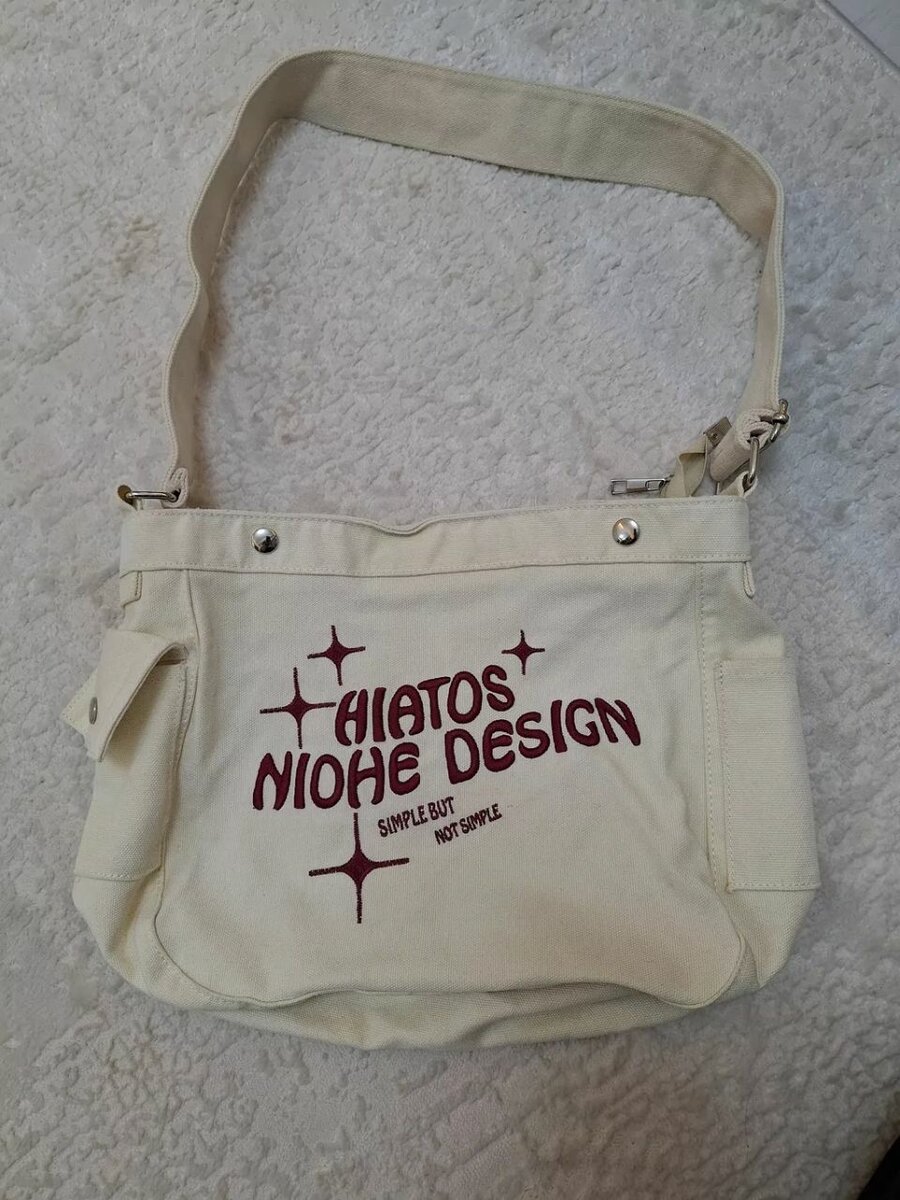 HIATOS
NIOHE DESIGN
SIMPLE BUT
NOT SIMPLE